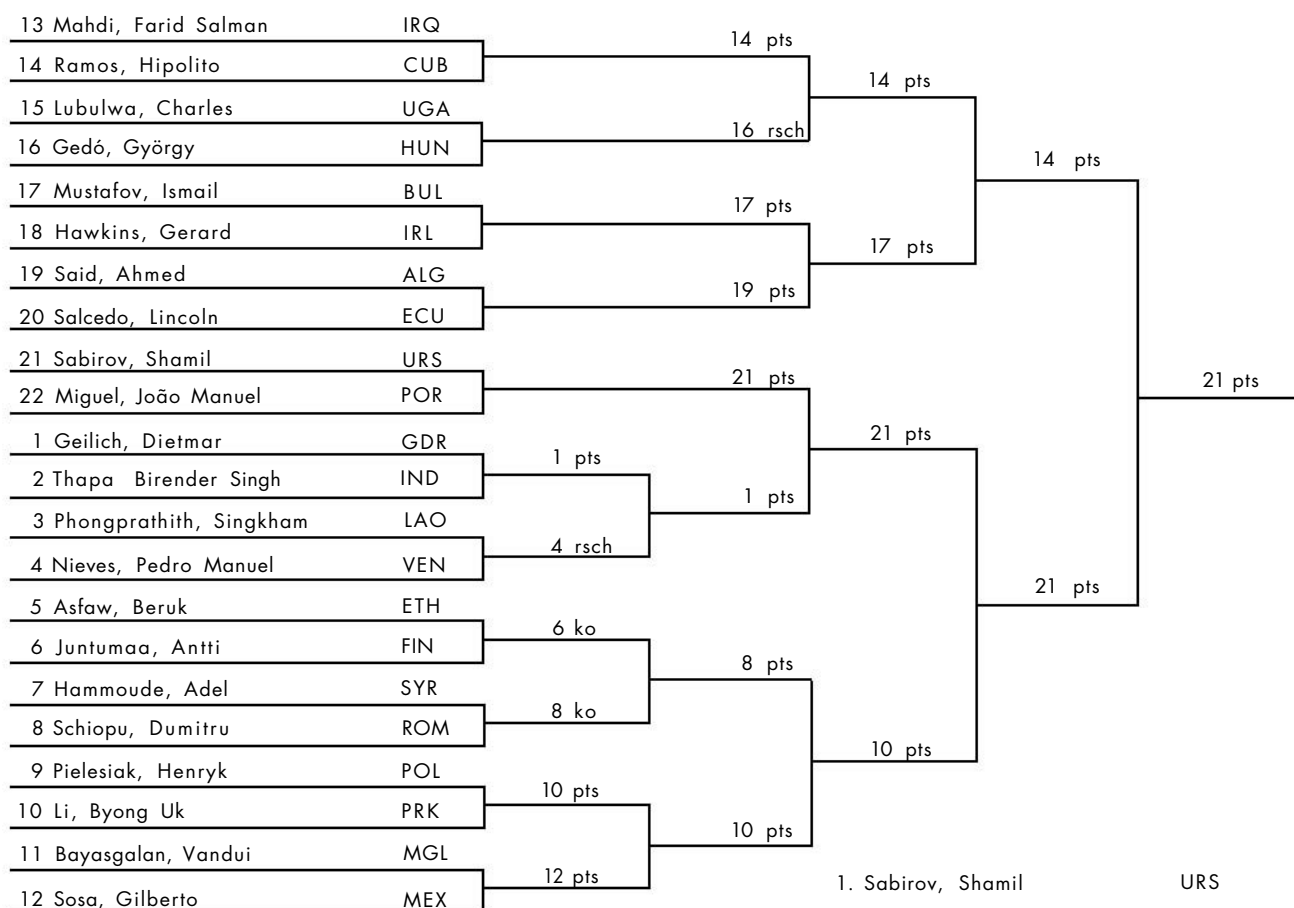 13 Mahdi, Farid Salman IRQ
14 pts
14 Ramos, Hipolito CUB
14 pts
15 Lubulwa, Charles UGA
16 rsch
16 Gedó, György HUN
14 pts
17 Mustafov, Ismail BUL
17 pts
18 Hawkins, Gerard IRL
17 pts
19 Said, Ahmed ALG
19 pts
20 Salcedo, Lincoln ECU
21 Sabirov, Shamil URS
21 pts
21 pts
22 Miguel, João Manuel POR
21 pts
1 Geilich, Dietmar GDR
1 pts
2 Thapa Birender Singh IND
1 pts
3 Phongprathith, Singkham LAO
4 rsch
4 Nieves, Pedro Manuel VEN
21 pts
5 Asfaw, Beruk ETH
6 ko
6 Juntumaa, Antti FIN
8 pts
7 Hammoude, Adel SYR
8 ko
8 Schiopu, Dumitru ROM
10 pts
9 Pielesiak, Henryk POL
10 pts
10 Li, Byong Uk PRK
10 pts
11 Bayasgalan, Vandui MGL
12 pts
12 Sosa, Gilberto MEX
1. Sabirov, Shamil URS